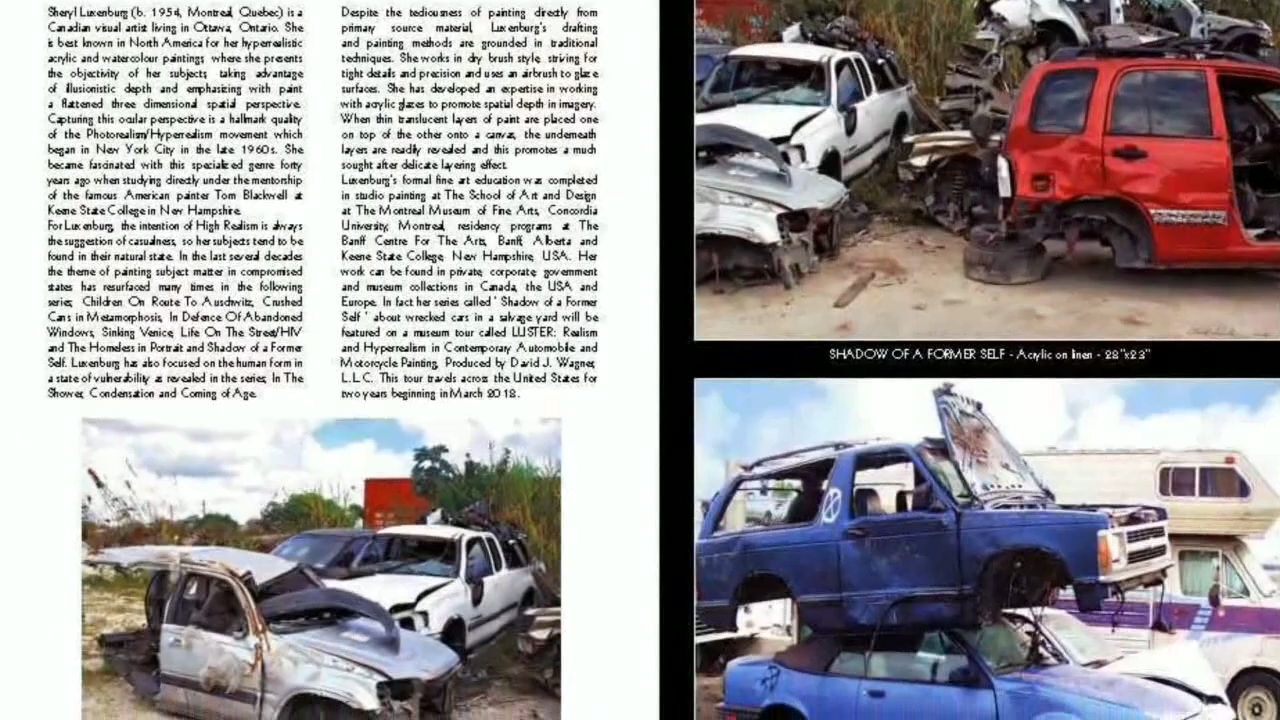 Sheryl Luxenburg (b. 1954, Montreal, Quebec) is a
Canadian visual artist living in Ottawa, Ontario. She
is best known in North America for her hyperrealistic
acrylic and watercolour paintings where she presents
the objectivity of her subjects, taking advantage
of illusionistic depth and emphasizing with paint
a flattened three dimensional spatial perspective.
Capturing this ocular perspective is a hallmark quality
of the Photorealism/Hyperrealism movement which
began in New York City in the late 1960s. She
became fascinated with this specialized genre forty
years ago when studying directly under the mentorship
of the famous American painter Tom Blackwell at
Keene State College in New Hampshire.
For Luxenburg, the intention of High Realism is always
the suggestion of casualness, so her subjects tend to be
found in their natural state. In the last several decades
the theme of painting subject matter in compromised
states has resurfaced many times in the following
series; Children On Route To Auschwitz, Crushed
Cars in Metamorphosis, In Defence Of Abandoned
Windows, Sinking Venice, Life On The Street/HIV
and The Homeless in Portrait and Shadow of a Former
Self. Luxenburg has also focused on the human form in
a state of vulnerability as revealed in the series; In The
Shower, Condensation and Coming of Age.
Despite the tediousness of painting directly from
primary source material, Luxenburg's drafting
and painting methods are grounded in traditional
techniques. She works in dry brush style, striving for
tight details and precision and uses an airbrush to glaze
surfaces. She has developed an expertise in working
with acrylic glazes to promote spatial depth in imagery.
When thin translucent layers of paint are placed one
on top of the other onto a canvas, the underneath
layers are readily revealed and this promotes a much
sought after delicate layering effect.
Luxenburg's formal fine art education was completed
in studio painting at The School of Art and Design
at The Montreal Museum of Fine Arts, Concordia
University, Montreal, residency programs at The
Banff Centre For The Arts, Banff, Alberta and
Keene State College, New Hampshire, USA. Her
work can be found in private, corporate, government
and museum collections in Canada, the USA and
Europe. In fact her series called ' Shadow of a Former
Self ' about wrecked cars in a salvage yard will be
featured on a museum tour called LUSTER: Realism
and Hyperrealism in Contemporary Automobile and
Motorcycle Painting, Produced by David J. Wagner,
L.L.C. This tour travels across the United States for
two years beginning in March 2018.
SHADOW OF A FORMER SELF - Acrylic on linen - 28"x23"